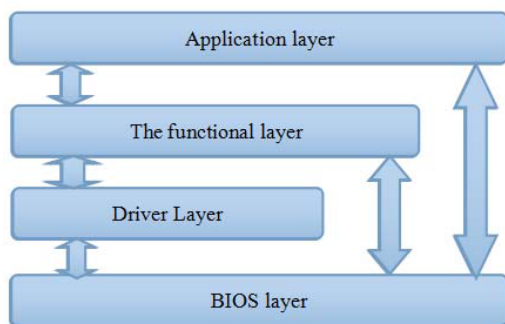 Application layer
The functional layer
Driver Layer
BIOS layer